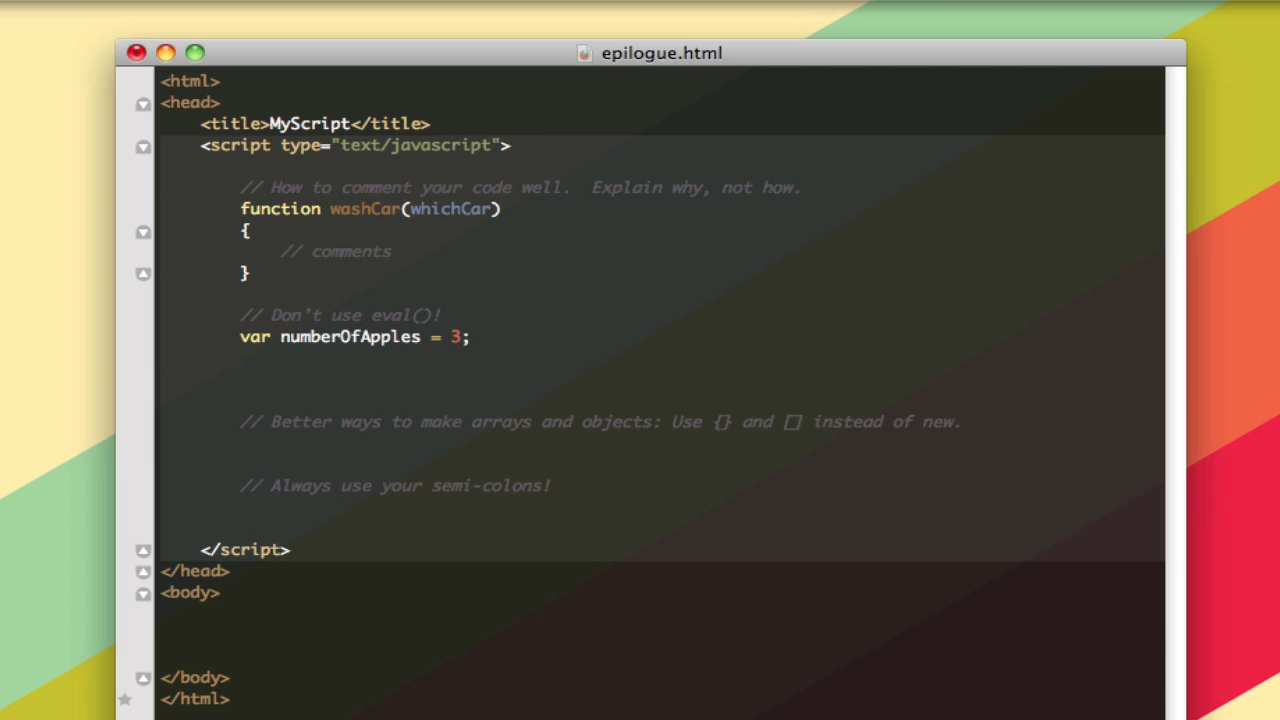 epilogue.html
<html>
<head>
<title>MyScript</title>
<script type="text/javascript">
// How to comment your code well.  Explain why, not how.
function washCar(whichCar)
{
// comments
}
// Don't use eval()!
var numberOfApples = 3;
// Better ways to make arrays and objects: Use {} and [] instead of new.
// Always use your semi-colons!
</script>
</head>
<body>
</body>
</html>